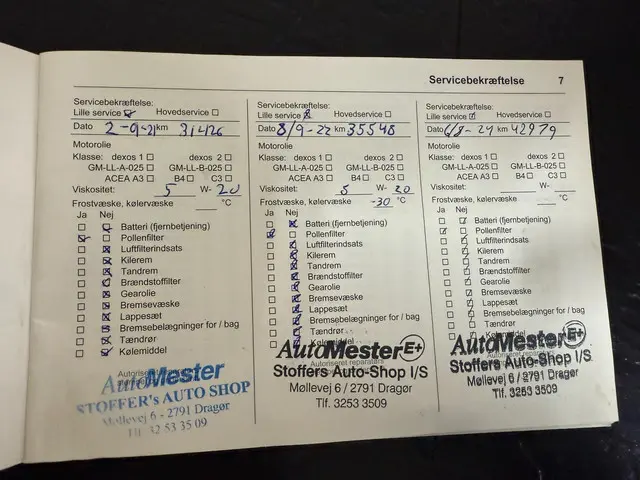 Servicebekræftelse 7
Servicebekræftelse:
Lille service ☑ Hovedservice ☐
Dato 2-9-21 km 31426
Motorolie
Klasse: dexos 1 ☐ dexos 2 ☐
GM-LL-A-025 ☐ GM-LL-B-025 ☐
ACEA A3 ☐ B4 ☐ C3 ☐
Viskositet: 5 W- 20
Frostvæske, kølervæske °C
Ja Nej
☐ ☑ Batteri (fjernbetjening)
☑ ☐ Pollenfilter
☐ ☒ Luftfilterindsats
☐ ☒ Kilerem
☐ ☒ Tandrem
☐ ☑ Brændstoffilter
☐ ☒ Gearolie
☐ ☒ Bremsevæske
☐ ☒ Lappesæt
☐ ☒ Bremsebelægninger for / bag
☐ ☒ Tændrør
☐ ☑ Kølemiddel
AutoMester
STOFFER's AUTO SHOP
Møllevej 6 - 2791 Dragør
Tlf. 32 53 35 09
Servicebekræftelse:
Lille service ☒ Hovedservice ☐
Dato 8/9-22 km 35548
Motorolie
Klasse: dexos 1 ☐ dexos 2 ☐
GM-LL-A-025 ☐ GM-LL-B-025 ☐
ACEA A3 ☐ B4 ☐ C3 ☐
Viskositet: 5 W- 20
Frostvæske, kølervæske -30 °C
Ja Nej
☐ ☒ Batteri (fjernbetjening)
☒ ☐ Pollenfilter
☐ ☒ Luftfilterindsats
☐ ☒ Kilerem
☐ ☒ Tandrem
☐ ☒ Brændstoffilter
☐ ☒ Gearolie
☐ ☒ Bremsevæske
☐ ☒ Lappesæt
☐ ☒ Bremsebelægninger for / bag
☐ ☒ Tændrør
☐ ☒ Kølemiddel
AutoMester E+
Autoriseret reparatørs
Stoffers Auto-Shop I/S
Møllevej 6 / 2791 Dragør
Tlf. 3253 3509
Servicebekræftelse:
Lille service ☑ Hovedservice ☐
Dato 6/8-24 km 42979
Motorolie
Klasse: dexos 1 ☐ dexos 2 ☐
GM-LL-A-025 ☐ GM-LL-B-025 ☐
ACEA A3 ☐ B4 ☐ C3 ☐
Viskositet: W-
Frostvæske, kølervæske °C
Ja Nej
☐ ☑ Batteri (fjernbetjening)
☑ ☐ Pollenfilter
☐ ☑ Luftfilterindsats
☐ ☑ Kilerem
☐ ☑ Tandrem
☐ ☑ Brændstoffilter
☐ ☑ Gearolie
☐ ☑ Bremsevæske
☐ ☑ Lappesæt
☐ ☑ Bremsebelægninger for / bag
☐ ☑ Tændrør
☐ ☑ Kølemiddel
AutoMester E+
Stoffers Auto-Shop I/S
Møllevej 6 / 2791 Dragør
Tlf. 3253 3509